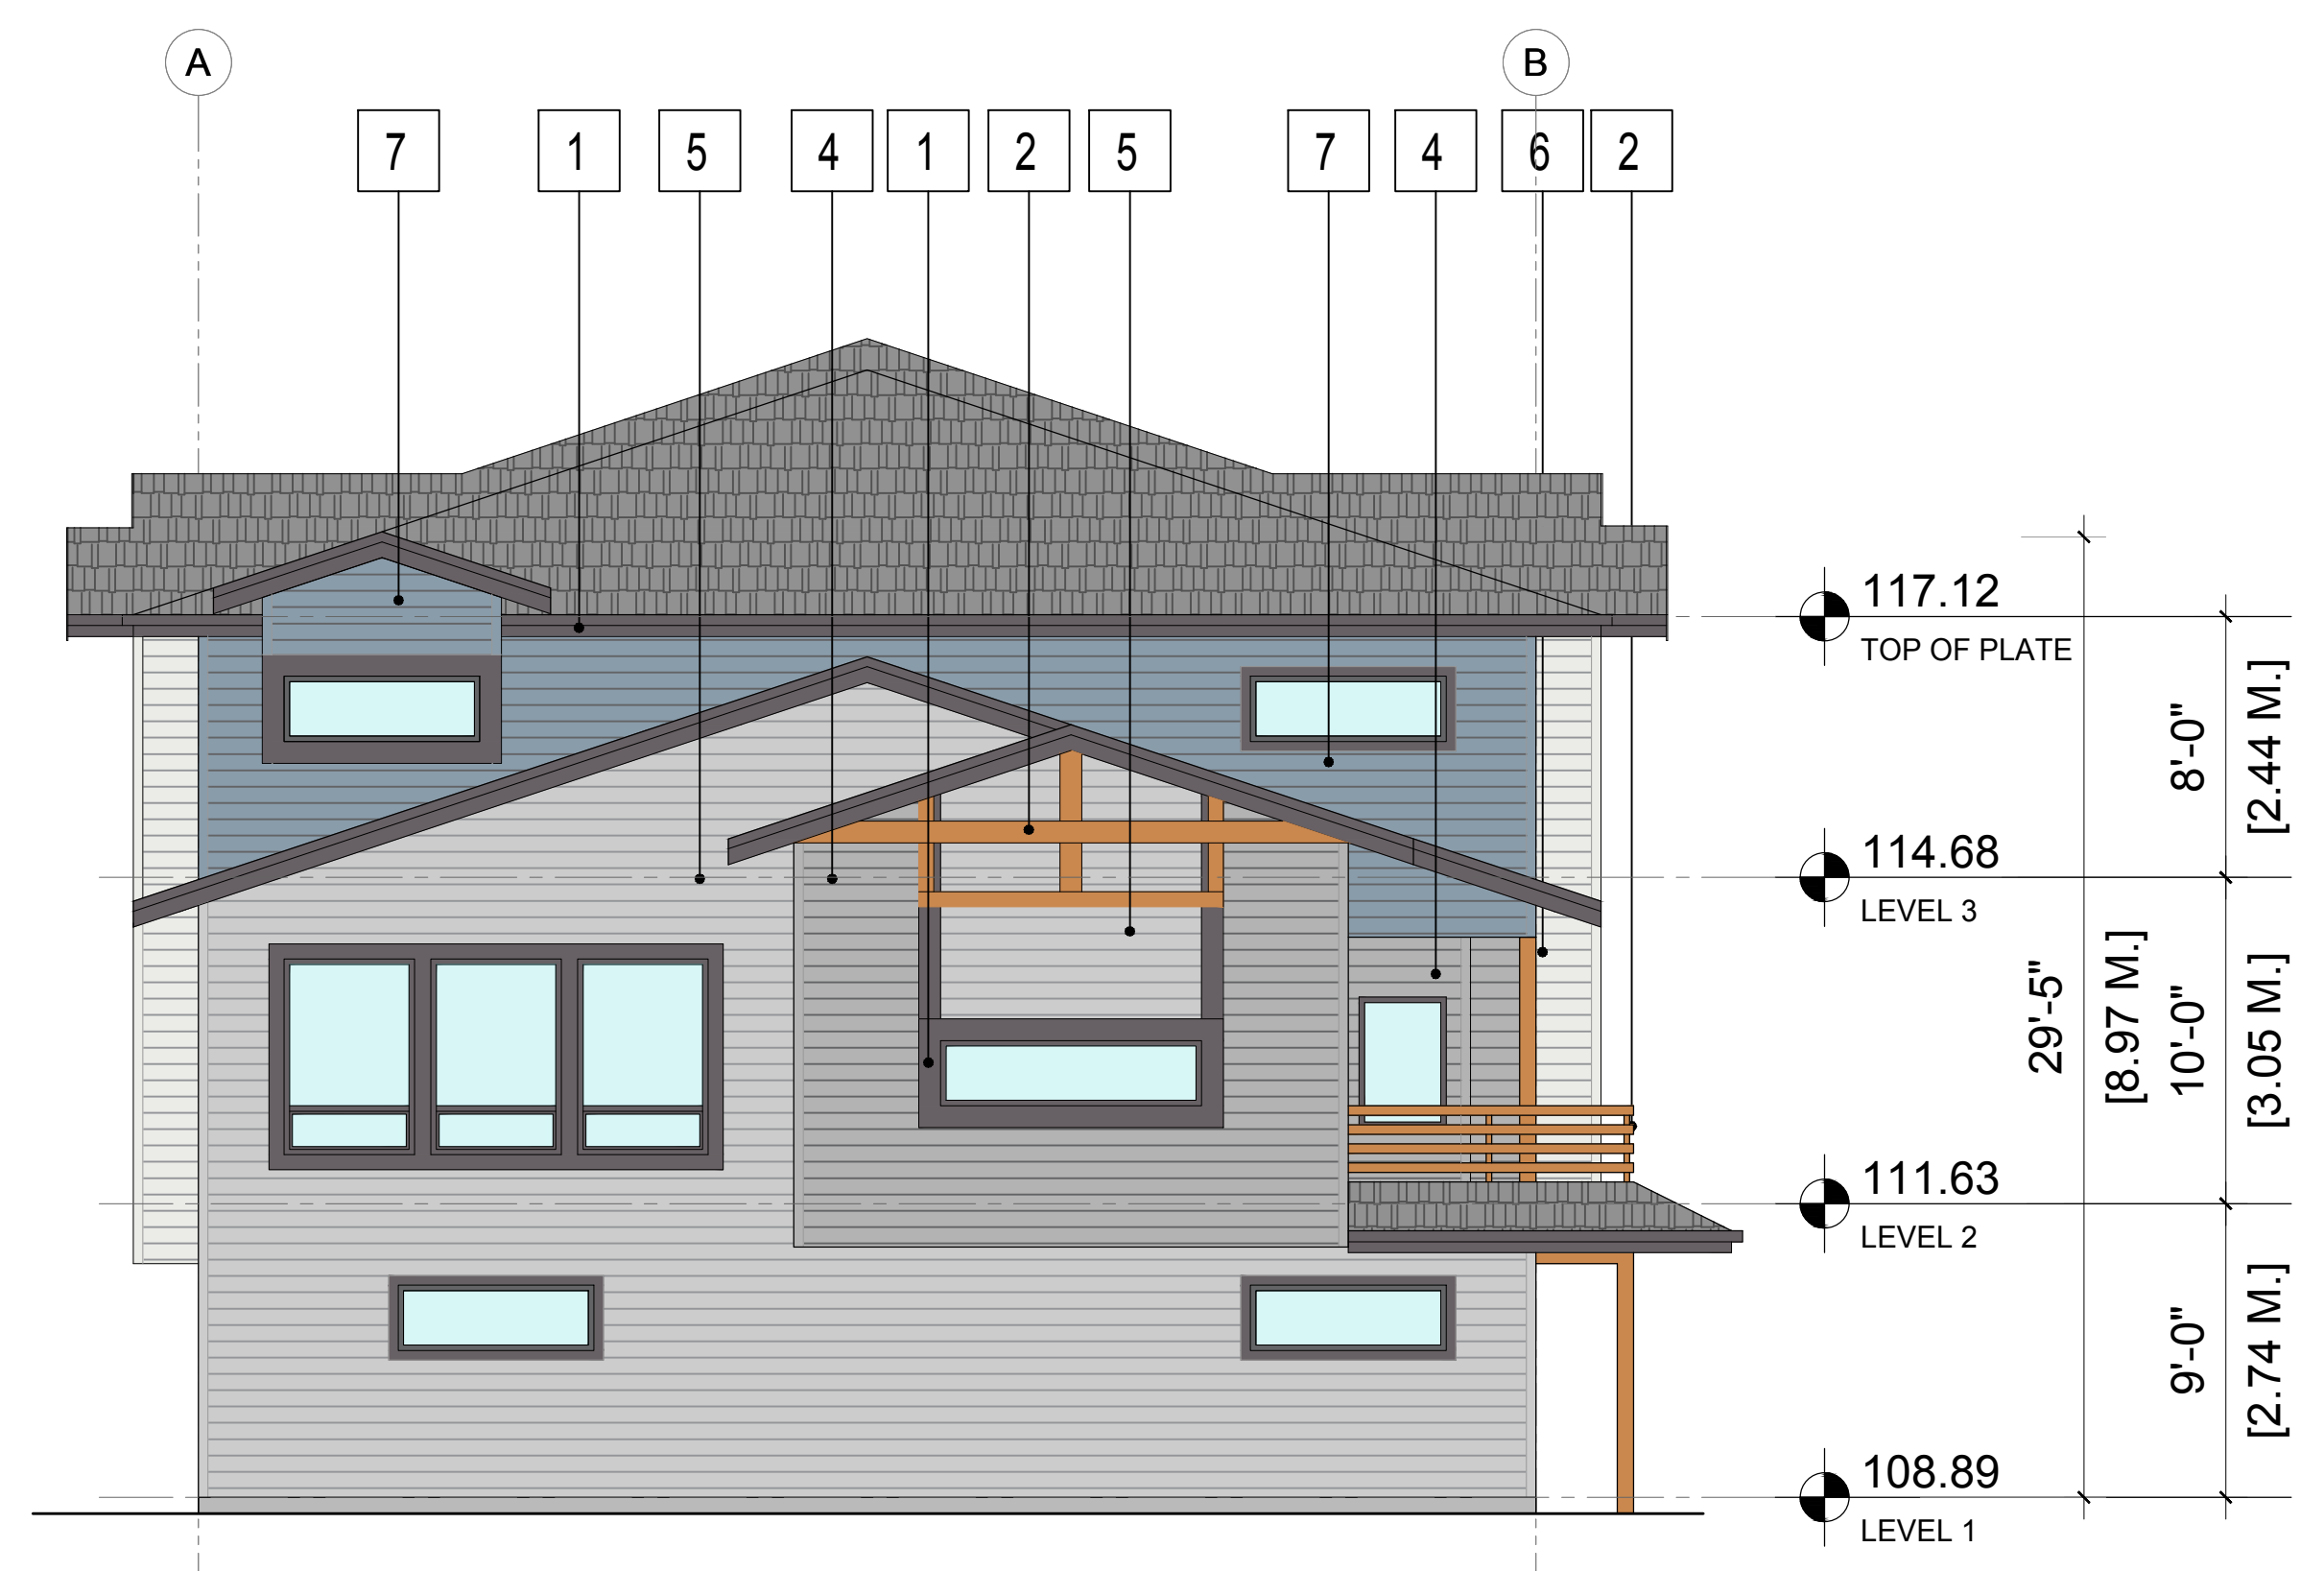 A
B
7
1
5
4
1
2
5
7
4
6
2
117.12
TOP OF PLATE
114.68
LEVEL 3
111.63
LEVEL 2
108.89
LEVEL 1
29'-5"
[8.97 M.]
8'-0"
[2.44 M.]
10'-0"
[3.05 M.]
9'-0"
[2.74 M.]